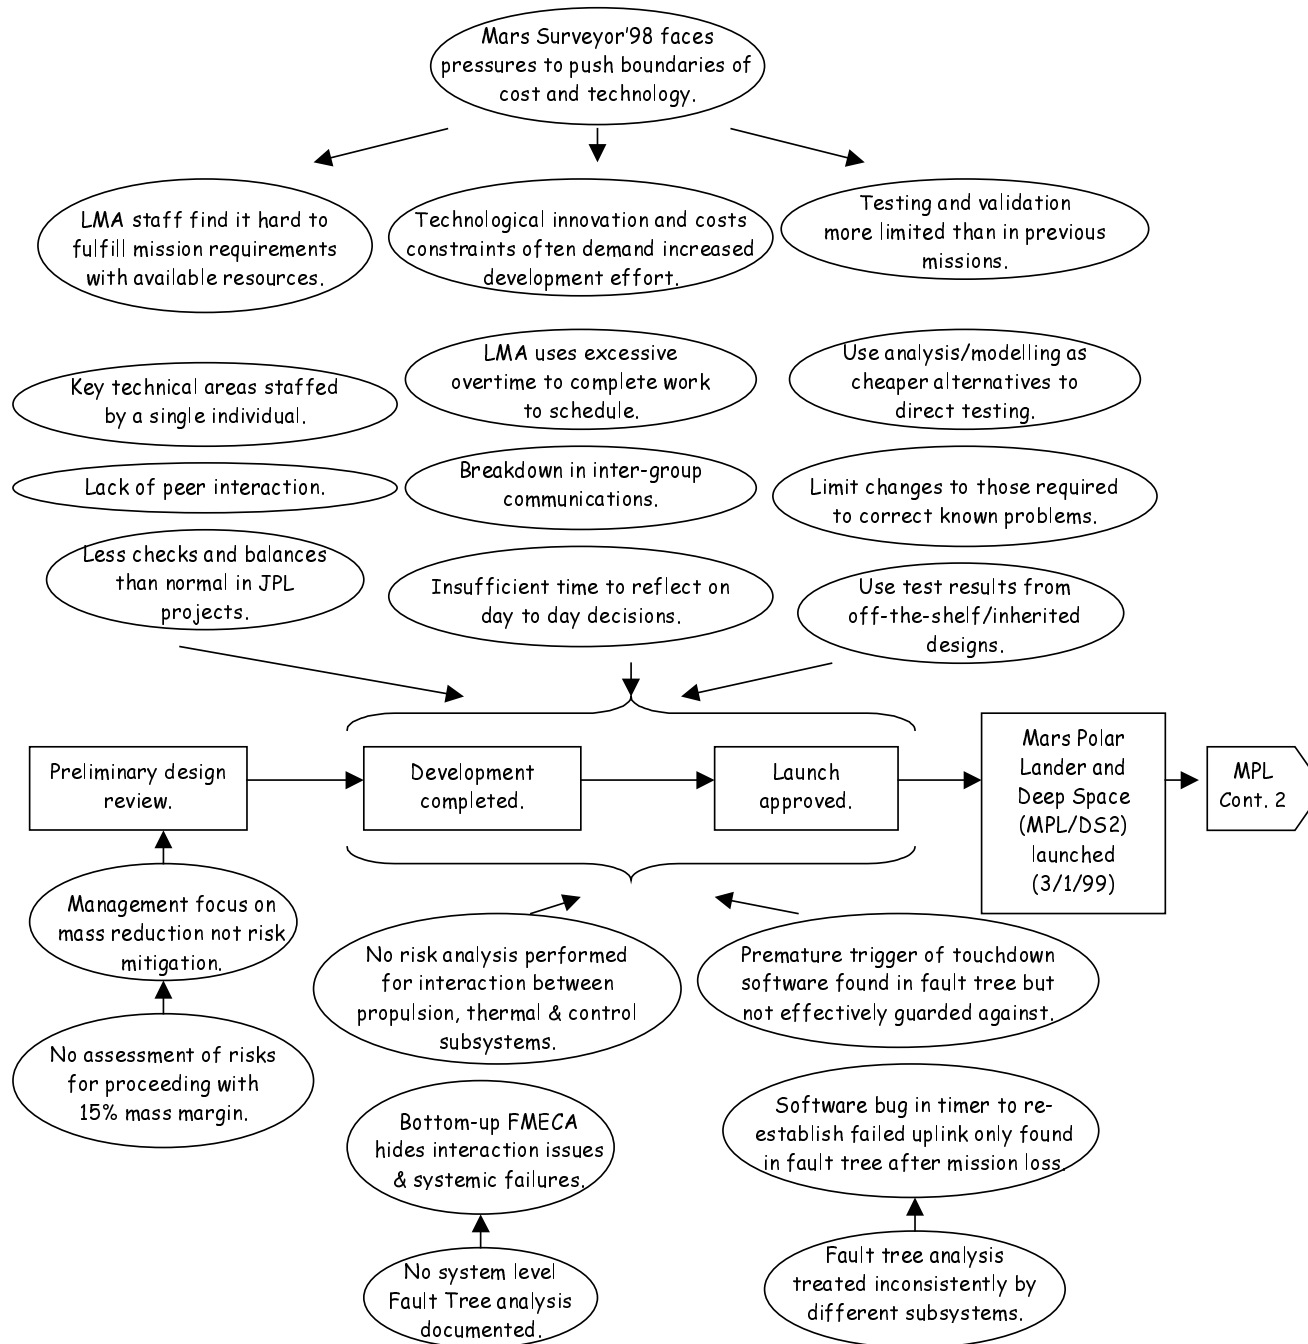 Mars Surveyor'98 faces
pressures to push boundaries of
cost and technology.
LMA staff find it hard to
fulfill mission requirements
with available resources.
Technological innovation and costs
constraints often demand increased
development effort.
Testing and validation
more limited than in previous
missions.
Key technical areas staffed
by a single individual.
LMA uses excessive
overtime to complete work
to schedule.
Use analysis/modelling as
cheaper alternatives to
direct testing.
Lack of peer interaction.
Breakdown in inter-group
communications.
Limit changes to those required
to correct known problems.
Less checks and balances
than normal in JPL
projects.
Insufficient time to reflect on
day to day decisions.
Use test results from
off-the-shelf/inherited
designs.
Preliminary design
review.
Development
completed.
Launch
approved.
Mars Polar
Lander and
Deep Space
(MPL/DS2)
launched
(3/1/99)
MPL
Cont. 2
Management focus on
mass reduction not risk
mitigation.
No assessment of risks
for proceeding with
15% mass margin.
No risk analysis performed
for interaction between
propulsion, thermal & control
subsystems.
Premature trigger of touchdown
software found in fault tree but
not effectively guarded against.
Bottom-up FMECA
hides interaction issues
& systemic failures.
Software bug in timer to re-
establish failed uplink only found
in fault tree after mission loss.
No system level
Fault Tree analysis
documented.
Fault tree analysis
treated inconsistently by
different subsystems.